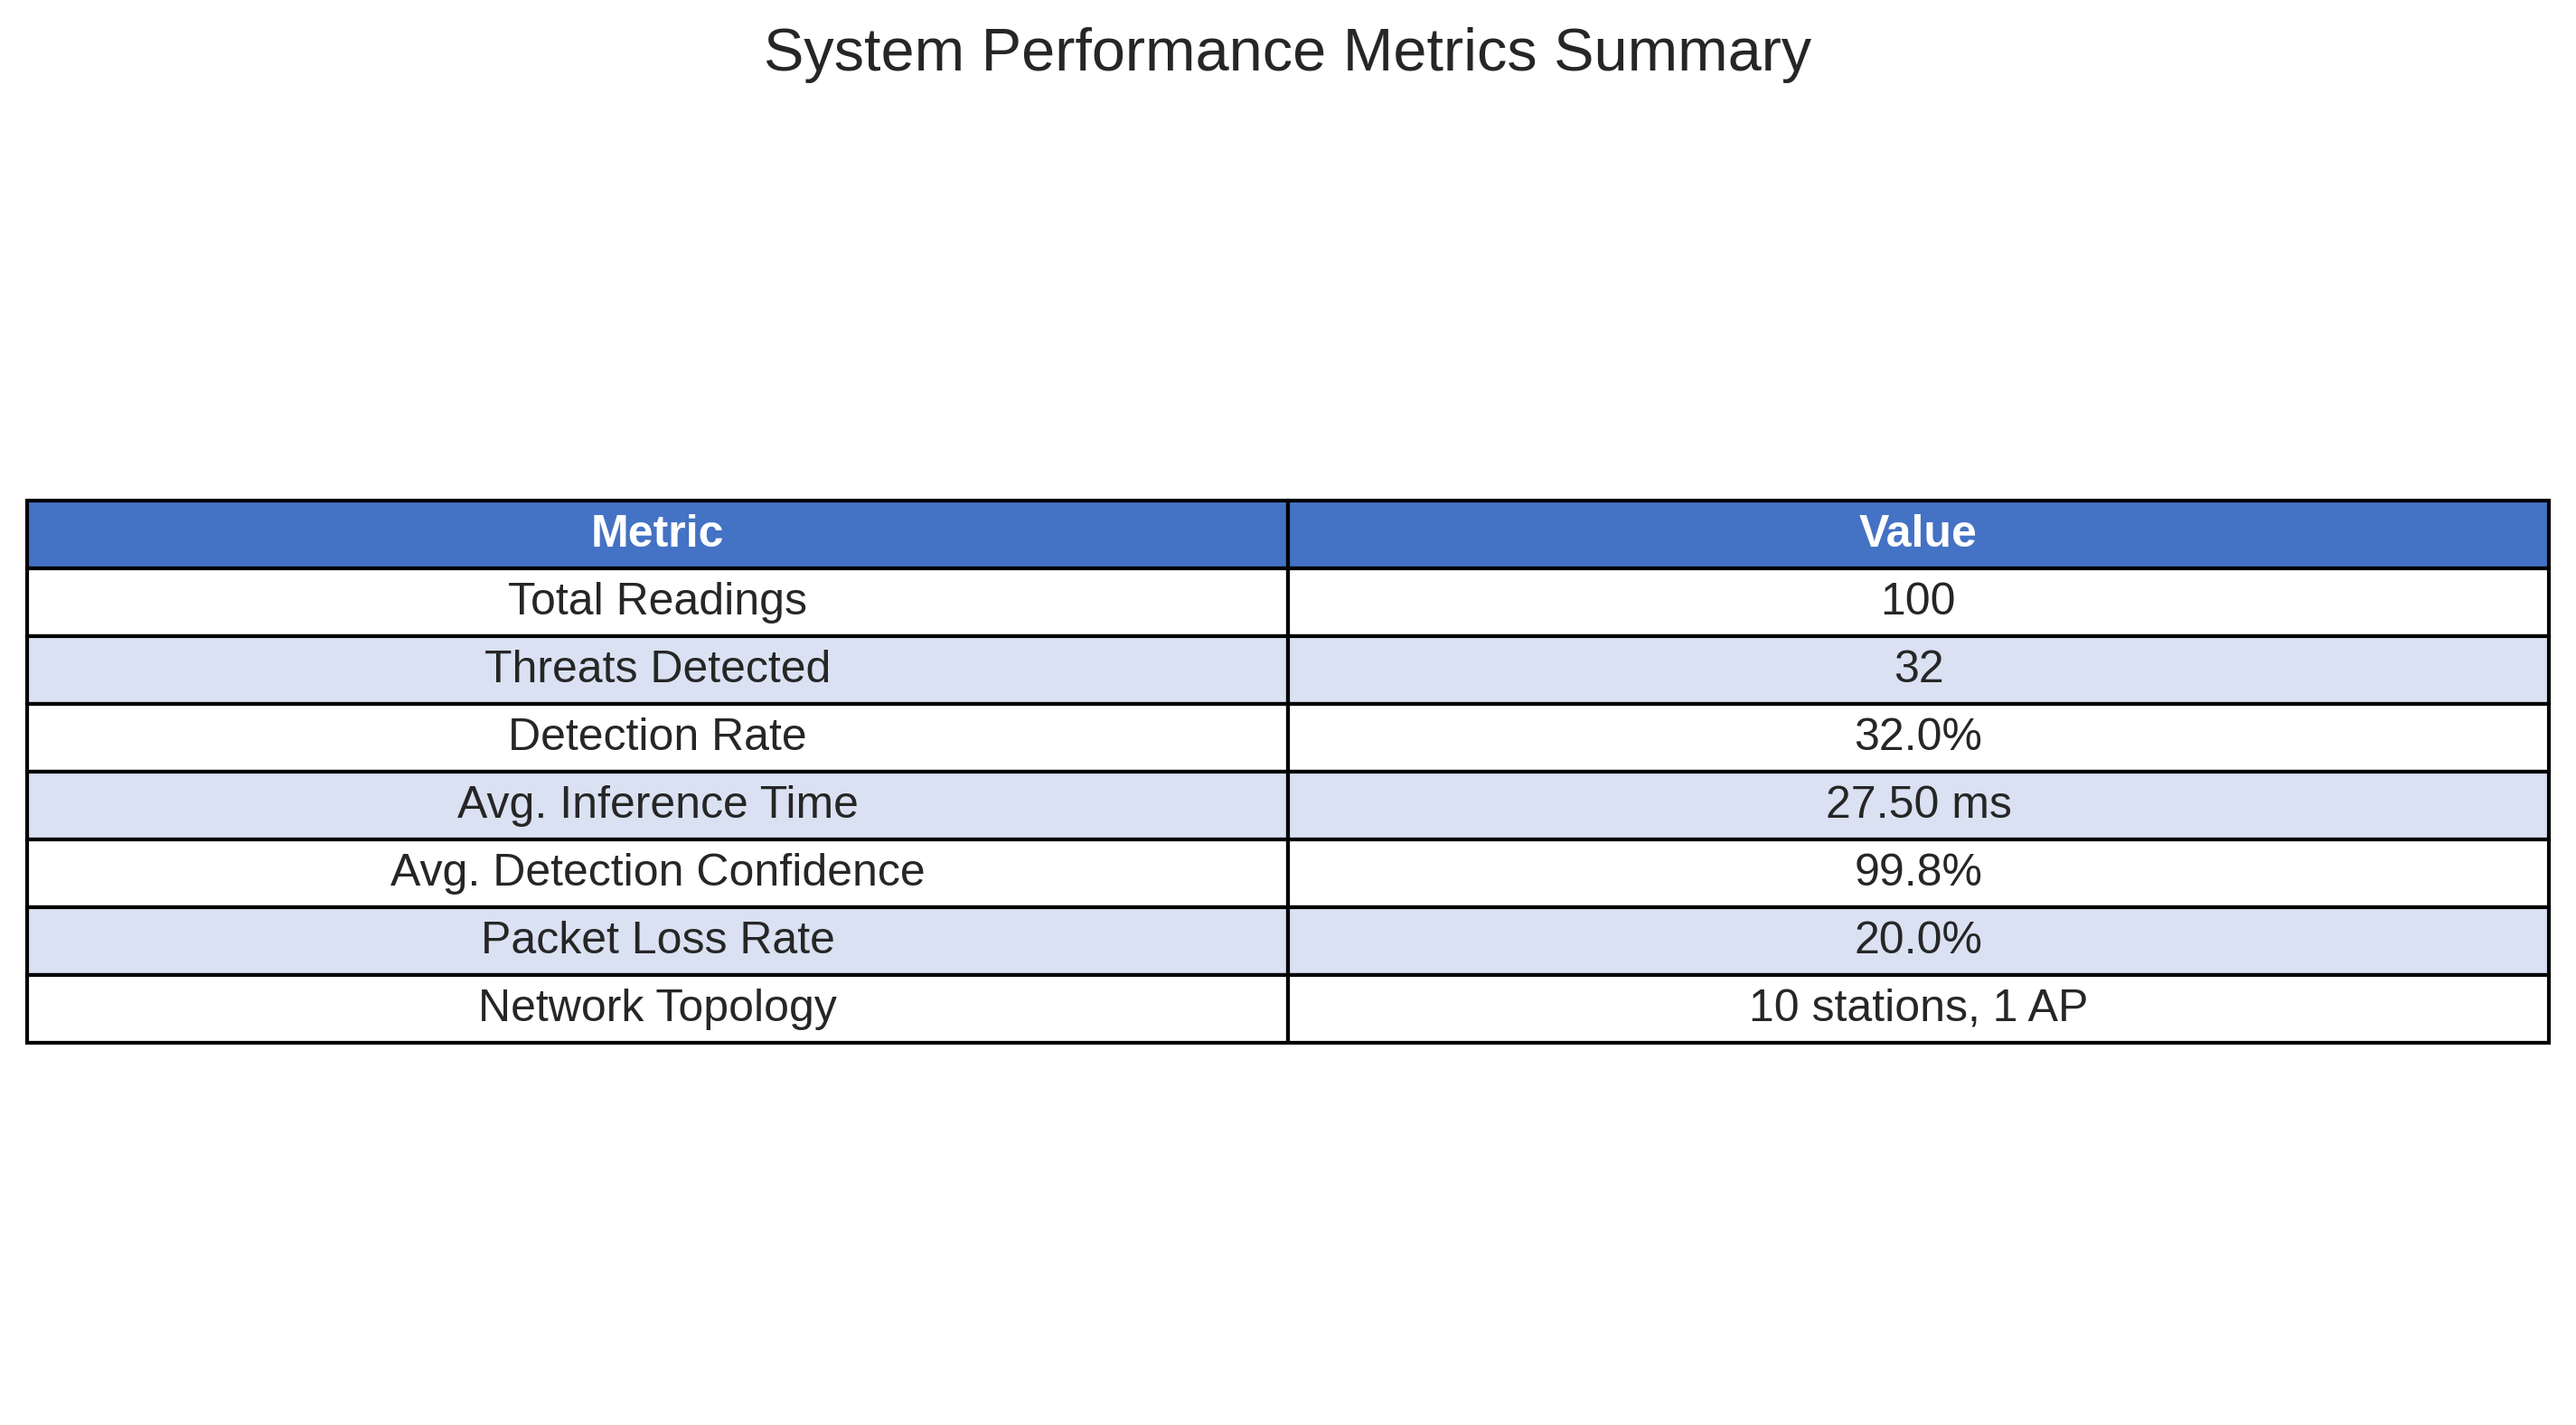 System Performance Metrics Summary
Metric Value
Total Readings 100
Threats Detected 32
Detection Rate 32.0%
Avg. Inference Time 27.50 ms
Avg. Detection Confidence 99.8%
Packet Loss Rate 20.0%
Network Topology 10 stations, 1 AP